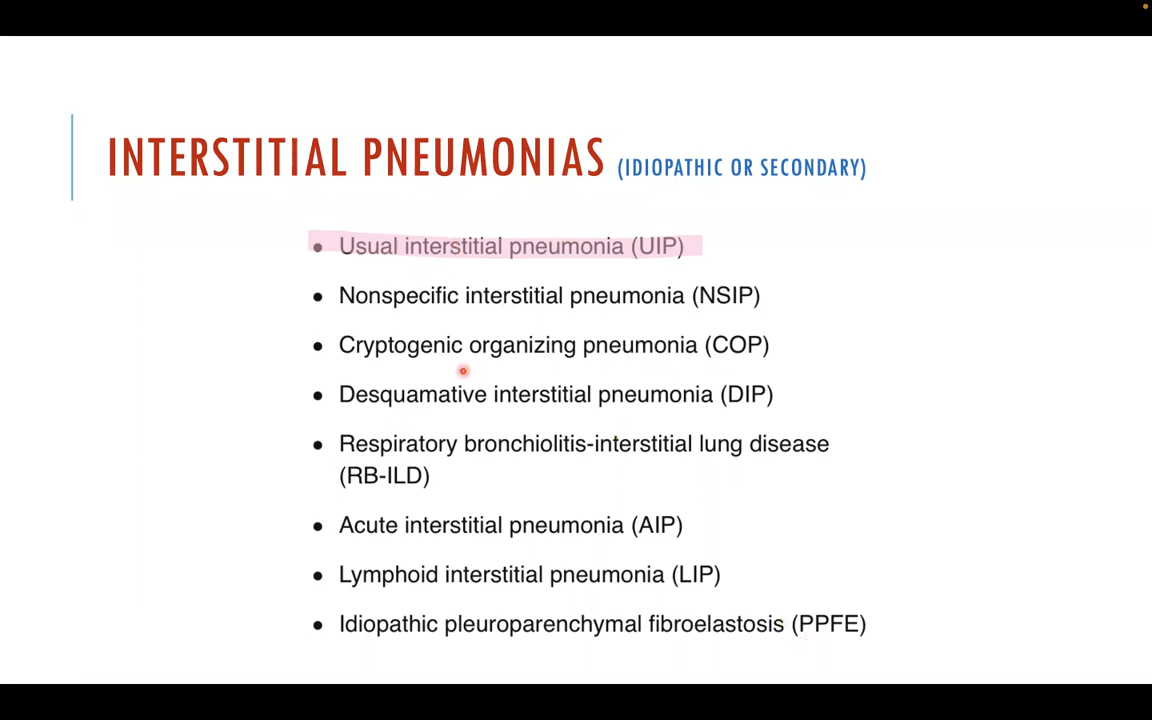 INTERSTITIAL PNEUMONIAS (IDIOPATHIC OR SECONDARY)
• Usual interstitial pneumonia (UIP)
• Nonspecific interstitial pneumonia (NSIP)
• Cryptogenic organizing pneumonia (COP)
• Desquamative interstitial pneumonia (DIP)
• Respiratory bronchiolitis-interstitial lung disease
(RB-ILD)
• Acute interstitial pneumonia (AIP)
• Lymphoid interstitial pneumonia (LIP)
• Idiopathic pleuroparenchymal fibroelastosis (PPFE)